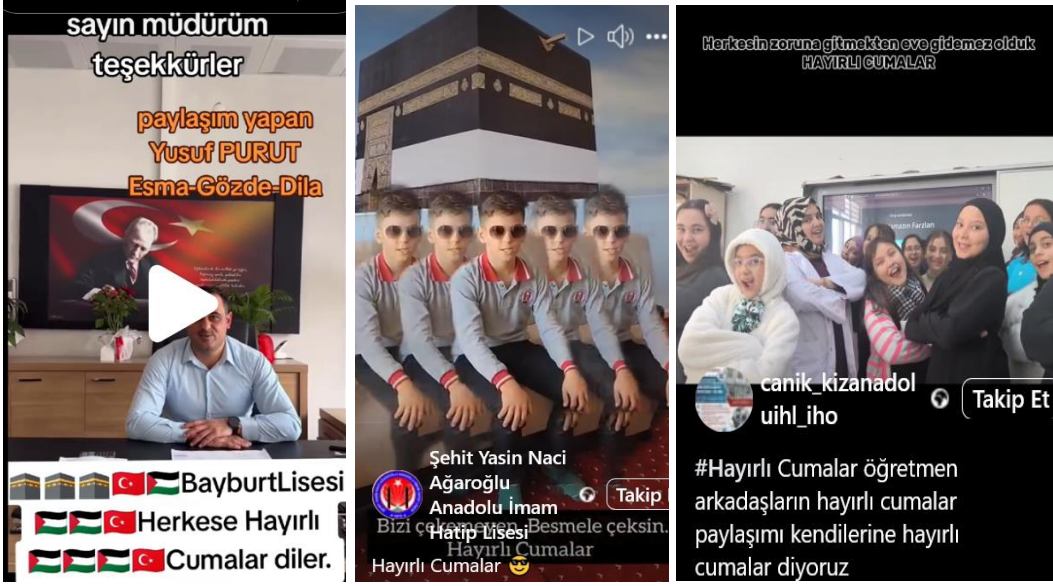 sayın müdürüm
teşekkürler
paylaşım yapan
Yusuf PURUT
Esma-Gözde-Dila
BayburtLisesi
Herkese Hayırlı
Cumalar diler.
Şehit Yasin Naci
Ağaroğlu
Anadolu İmam
Hatip Lisesi
Takip
Bizi çekemeyen, Besmele çeksin.
Hayırlı Cumalar
Hayırlı Cumalar 😎
Herkesin zoruna gitmekten eve gidemez olduk
HAYIRLI CUMALAR
Farzları
canik_kizanadol
uihl_iho
Takip Et
#Hayırlı Cumalar öğretmen
arkadaşların hayırlı cumalar
paylaşımı kendilerine hayırlı
cumalar diyoruz